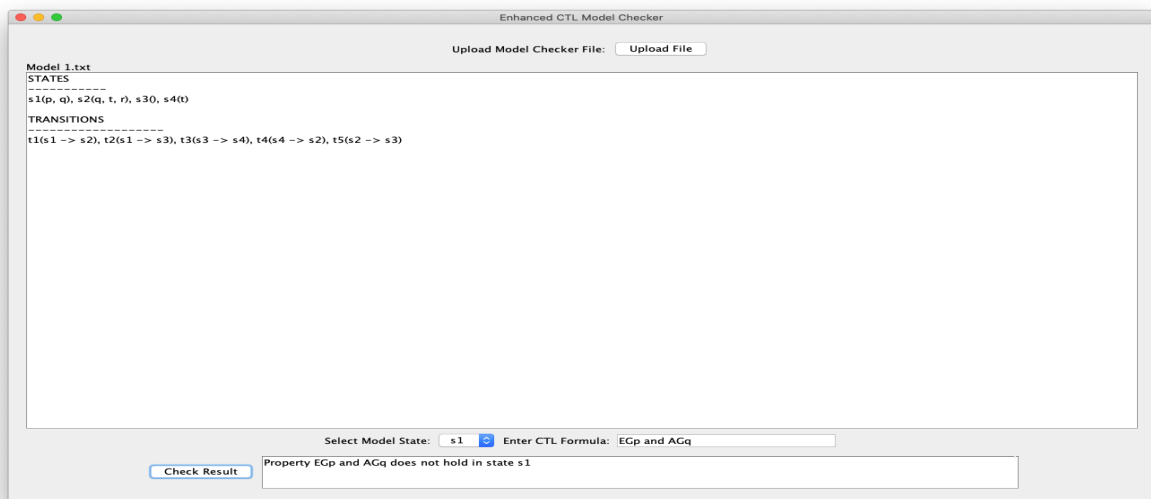 Enhanced CTL Model Checker
Upload Model Checker File: Upload File
Model 1.txt
STATES
-----------
s1(p, q), s2(q, t, r), s3(), s4(t)
TRANSITIONS
-------------------
t1(s1 -> s2), t2(s1 -> s3), t3(s3 -> s4), t4(s4 -> s2), t5(s2 -> s3)
Select Model State: s1 Enter CTL Formula: EGp and AGq
Check Result Property EGp and AGq does not hold in state s1